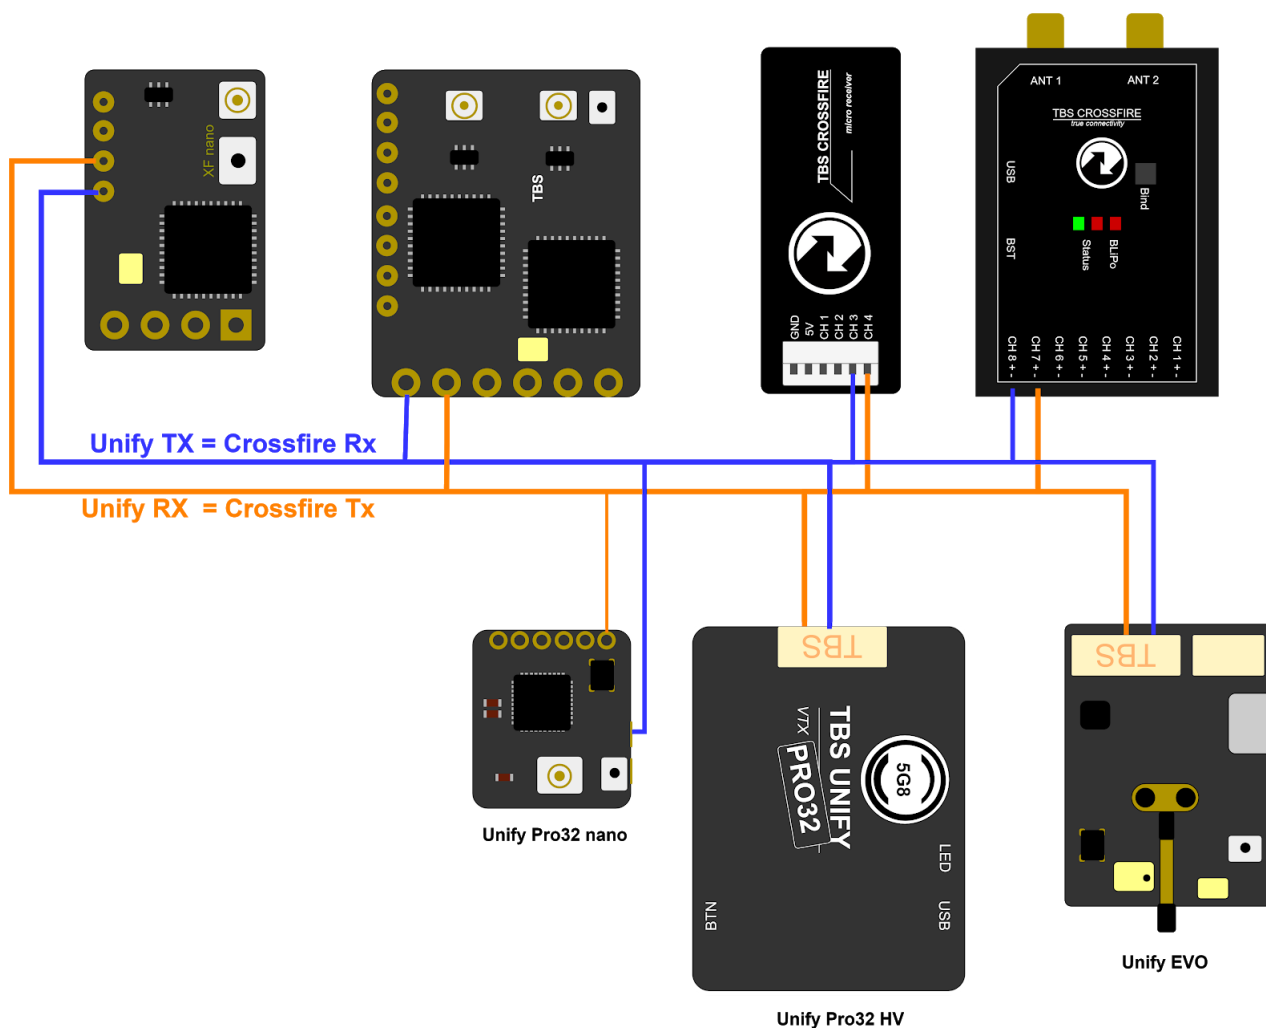 XF nano
TBS
TBS CROSSFIRE
micro receiver
GND
5V
CH 1
CH 2
CH 3
CH 4
ANT 1
ANT 2
TBS CROSSFIRE
true connectivity
USB
Bind
BST
Status
BLiPo
CH 8 + -
CH 7 + -
CH 6 + -
CH 5 + -
CH 4 + -
CH 3 + -
CH 2 + -
CH 1 + -
Unify TX = Crossfire Rx
Unify RX = Crossfire Tx
TBS
TBS
TBS UNIFY
VTX
PRO32
5G8
LED
USB
BTN
Unify Pro32 nano
Unify EVO
Unify Pro32 HV